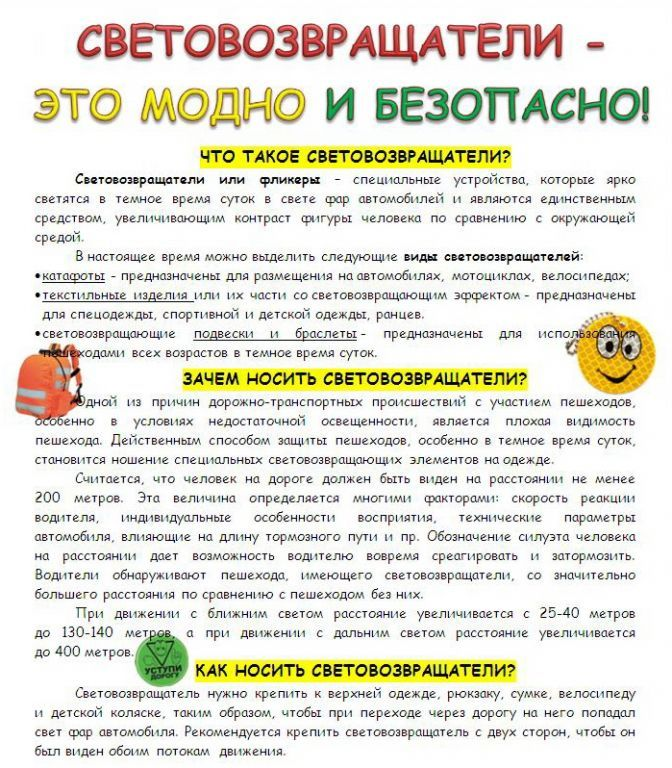 СВЕТОВОЗВРАЩАТЕЛИ -
ЭТО МОДНО И БЕЗОПАСНО!
ЧТО ТАКОЕ СВЕТОВОЗВРАЩАТЕЛИ?
Световозвращатели или фликеры – специальные устройства, которые ярко
светятся в темное время суток в свете фар автомобилей и являются единственным
средством, увеличивающим контраст фигуры человека по сравнению с окружающей
средой.
В настоящее время можно выделить следующие виды световозвращателей:
•катафоты - предназначены для размещения на автомобилях, мотоциклах, велосипедах;
•текстильные изделия или их части со световозвращающим эффектом - предназначены
для спецодежды, спортивной и детской одежды, ранцев.
•световозвращающие подвески и браслеты - предназначены для использования
пешеходами всех возрастов в темное время суток.
ЗАЧЕМ НОСИТЬ СВЕТОВОЗВРАЩАТЕЛИ?
Одной из причин дорожно-транспортных происшествий с участием пешеходов,
особенно в условиях недостаточной освещенности, является плохая видимость
пешехода. Действенным способом защиты пешеходов, особенно в темное время суток,
становится ношение специальных световозвращающих элементов на одежде.
Считается, что человек на дороге должен быть виден на расстоянии не менее
200 метров. Эта величина определяется многими факторами: скорость реакции
водителя, индивидуальные особенности восприятия, технические параметры
автомобиля, влияющие на длину тормозного пути и пр. Обозначение силуэта человека
на расстоянии дает возможность водителю вовремя среагировать и затормозить.
Водители обнаруживают пешехода, имеющего световозвращатели, со значительно
большего расстояния по сравнению с пешеходом без них.
При движении с ближним светом расстояние увеличивается с 25-40 метров
до 130-140 метров, а при движении с дальним светом расстояние увеличивается
до 400 метров.
УСТУПИ
ДОРОГУ
КАК НОСИТЬ СВЕТОВОЗВРАЩАТЕЛИ?
Световозвращатель нужно крепить к верхней одежде, рюкзаку, сумке, велосипеду
и детской коляске, таким образом, чтобы при переходе через дорогу на него попадал
свет фар автомобиля. Рекомендуется крепить световозвращатель с двух сторон, чтобы он
был виден обоим потокам движения.